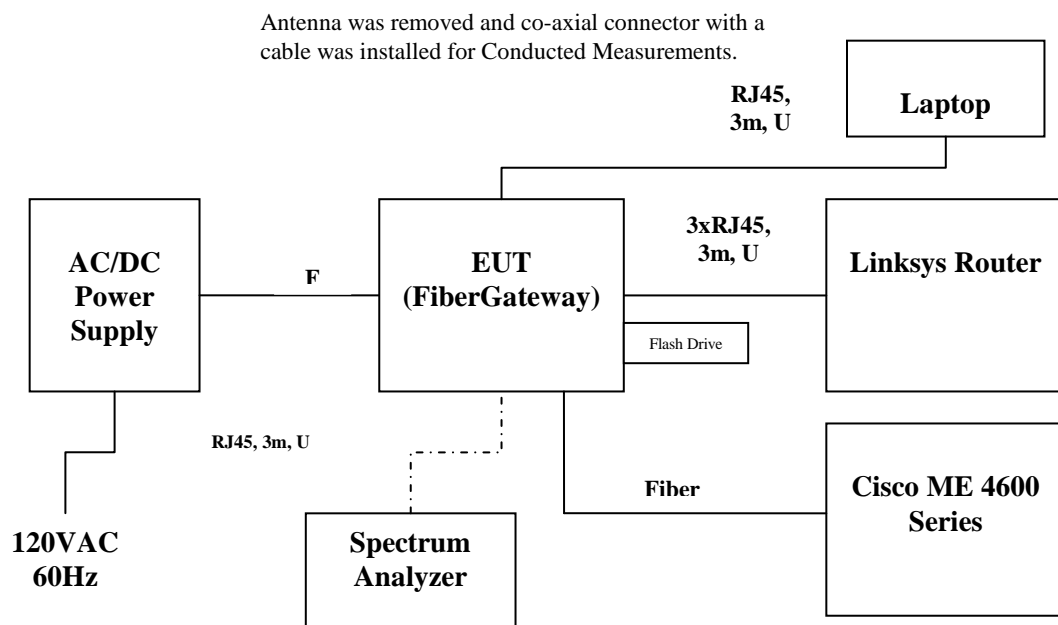 Antenna was removed and co-axial connector with a
cable was installed for Conducted Measurements.
RJ45,
3m, U
Laptop
AC/DC
Power
Supply
EUT
(FiberGateway)
3xRJ45,
3m, U
Linksys Router
Flash Drive
RJ45, 3m, U
Fiber
Cisco ME 4600
Series
120VAC
60Hz
Spectrum
Analyzer